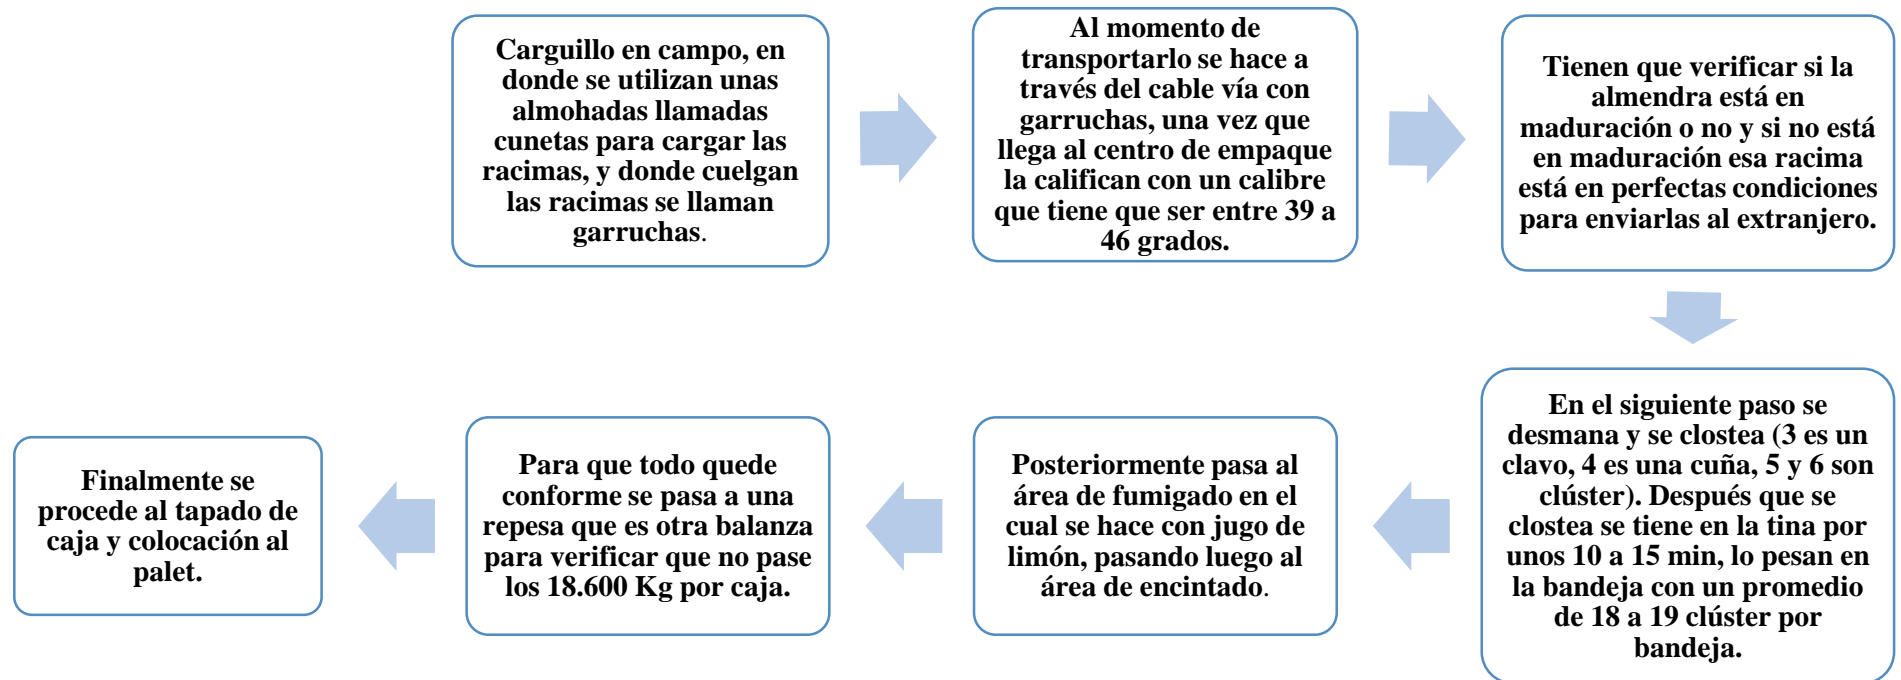 Carguillo en campo, en
donde se utilizan unas
almohadas llamadas
cunetas para cargar las
racimas, y donde cuelgan
las racimas se llaman
garruchas.
Al momento de
transportarlo se hace a
través del cable vía con
garruchas, una vez que
llega al centro de empaque
la califican con un calibre
que tiene que ser entre 39 a
46 grados.
Tienen que verificar si la
almendra está en
maduración o no y si no está
en maduración esa racima
está en perfectas condiciones
para enviarlas al extranjero.
En el siguiente paso se
desmana y se clostea (3 es un
clavo, 4 es una cuña, 5 y 6 son
clúster). Después que se
clostea se tiene en la tina por
unos 10 a 15 min, lo pesan en
la bandeja con un promedio
de 18 a 19 clúster por
bandeja.
Posteriormente pasa al
área de fumigado en el
cual se hace con jugo de
limón, pasando luego al
área de encintado.
Para que todo quede
conforme se pasa a una
repesa que es otra balanza
para verificar que no pase
los 18.600 Kg por caja.
Finalmente se
procede al tapado de
caja y colocación al
palet.